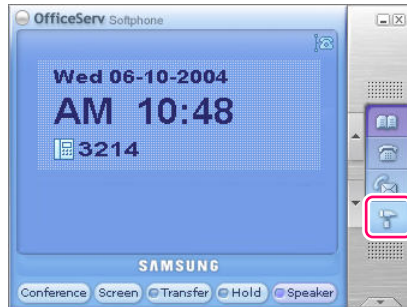 OfficeServ Softphone
Wed 06-10-2004
AM 10:48
3214
SAMSUNG
Conference Screen Transfer Hold Speaker